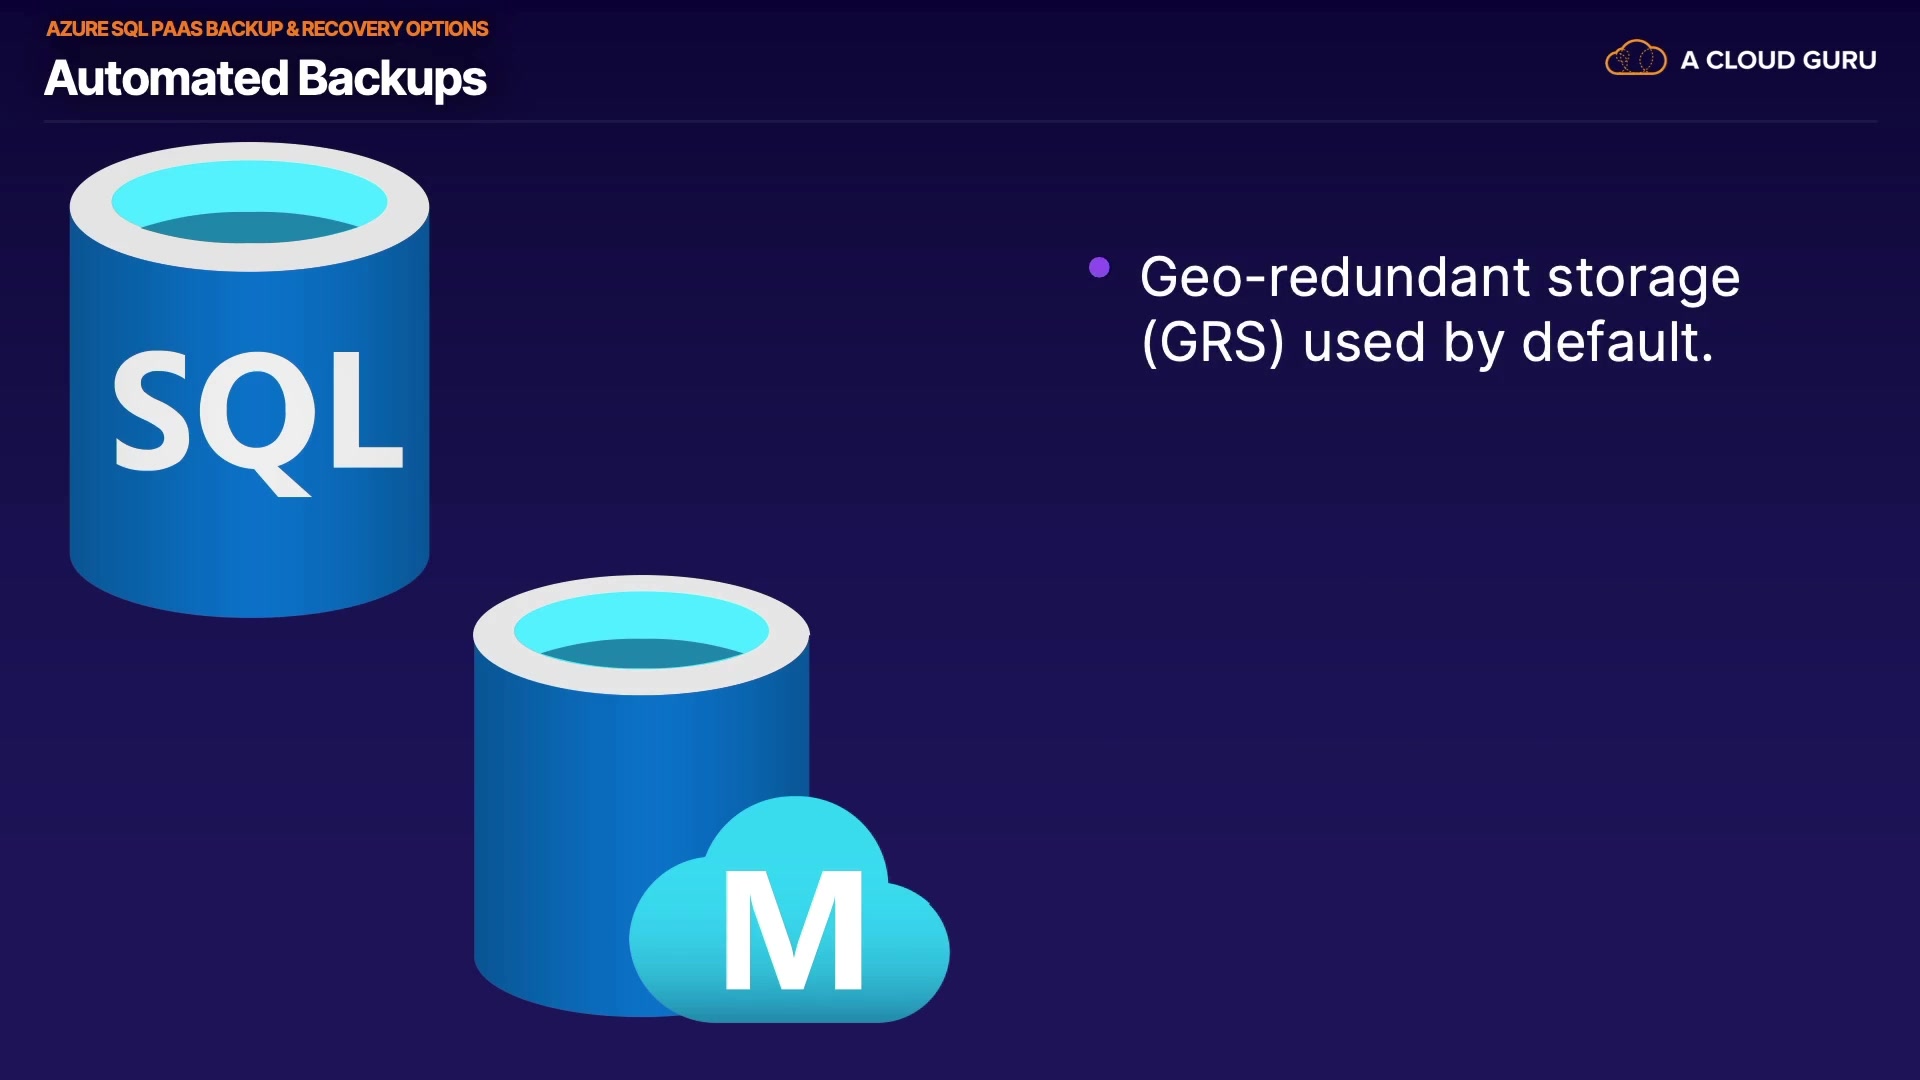 AZURE SQL PAAS BACKUP & RECOVERY OPTIONS
Automated Backups
A CLOUD GURU
SQL
Geo-redundant storage
(GRS) used by default.
M